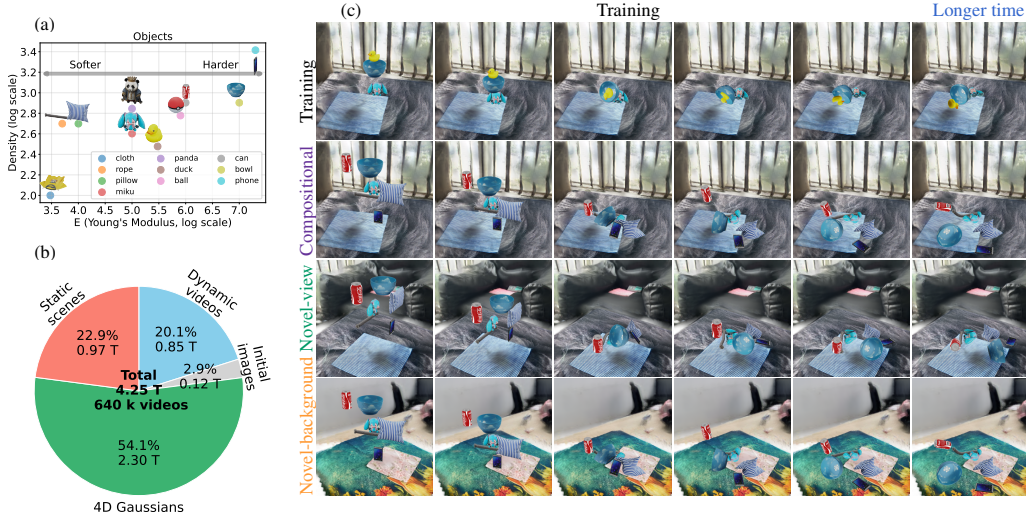 (a)
Objects
Softer
Harder
3.4
3.2
3.0
2.8
2.6
2.4
2.2
2.0
Density (log scale)
cloth
rope
pillow
miku
panda
duck
ball
can
bowl
phone
3.5 4.0 4.5 5.0 5.5 6.0 6.5 7.0
E (Young's Modulus, log scale)
(b)
Static
scenes
Dynamic
videos
Initial
images
22.9%
0.97 T
20.1%
0.85 T
2.9%
0.12 T
Total
4.25 T
640 k videos
54.1%
2.30 T
4D Gaussians
(c)
Training
Longer time
Training
Compositional
Novel-view
Novel-background